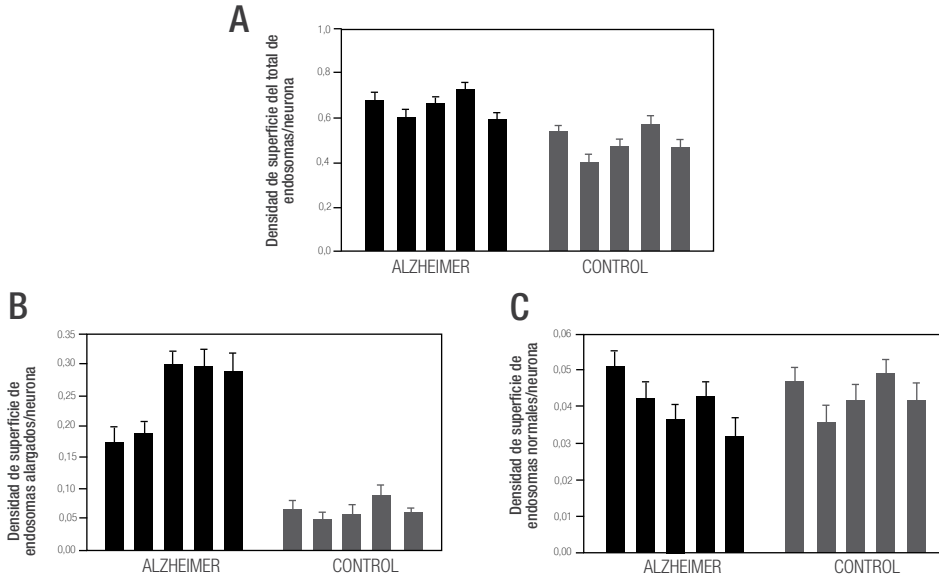 A
Densidad de superficie del total de
endosomas/neurona
1,0
0,8
0,6
0,4
0,2
0,0
ALZHEIMER
CONTROL
B
Densidad de superficie de
endosomas alargados/neurona
0,35
0,30
0,25
0,20
0,15
0,10
0,05
0,00
ALZHEIMER
CONTROL
C
Densidad de superficie de
endosomas normales/neurona
0,06
0,05
0,04
0,03
0,02
0,01
0,00
ALZHEIMER
CONTROL